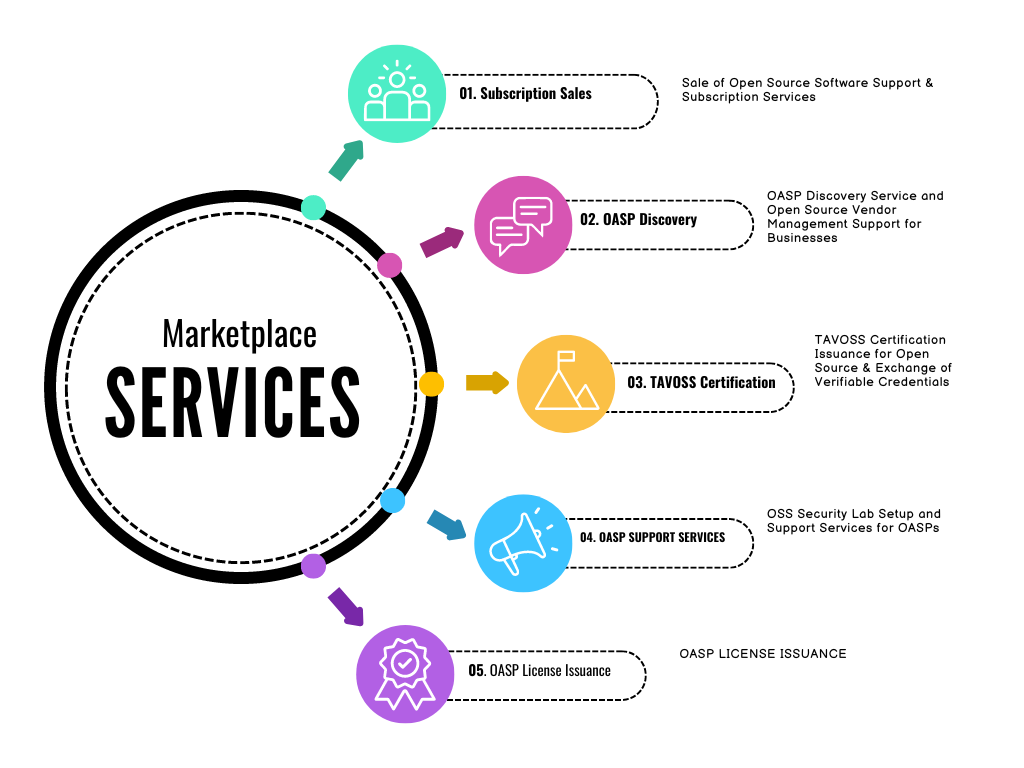 Marketplace
SERVICES
01. Subscription Sales
Sale of Open Source Software Support &
Subscription Services
02. OASP Discovery
OASP Discovery Service and
Open Source Vendor
Management Support for
Businesses
03. TAVOSS Certification
TAVOSS Certification
Issuance for Open
Source & Exchange of
Verifiable Credentials
04. OASP SUPPORT SERVICES
OSS Security Lab Setup and
Support Services for OASPs
05. OASP License Issuance
OASP LICENSE ISSUANCE